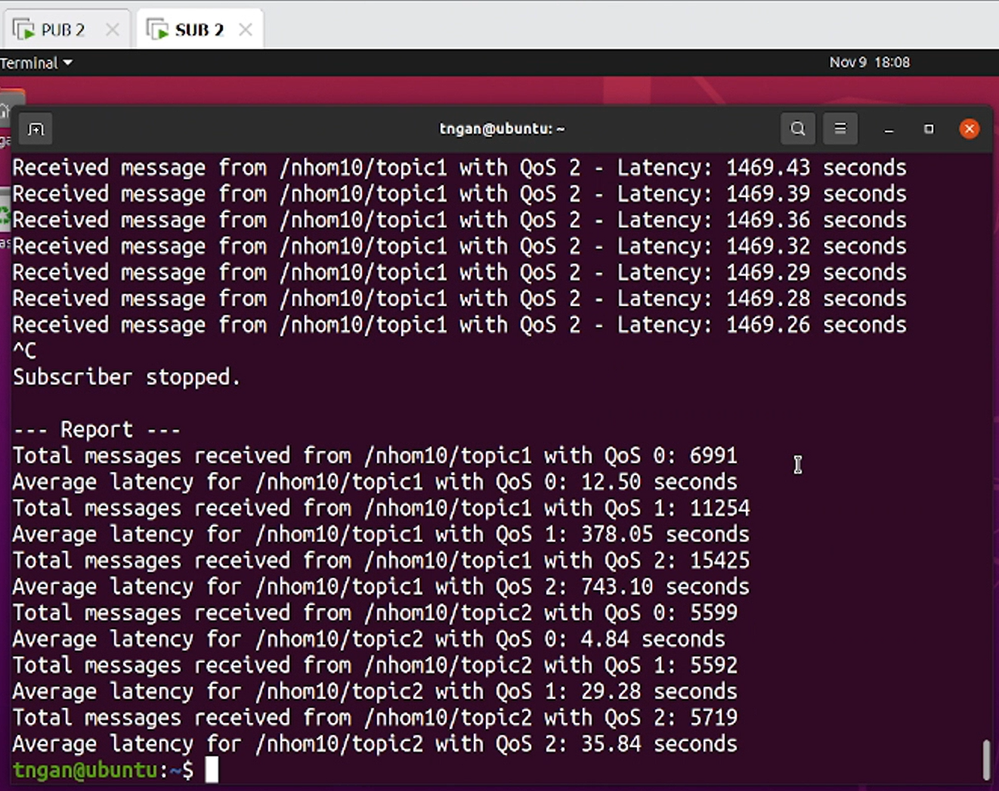 PUB 2
SUB 2
Terminal
Nov 9 18:08
tngan@ubuntu: ~
Received message from /nhom10/topic1 with QoS 2 - Latency: 1469.43 seconds
Received message from /nhom10/topic1 with QoS 2 - Latency: 1469.39 seconds
Received message from /nhom10/topic1 with QoS 2 - Latency: 1469.36 seconds
Received message from /nhom10/topic1 with QoS 2 - Latency: 1469.32 seconds
Received message from /nhom10/topic1 with QoS 2 - Latency: 1469.29 seconds
Received message from /nhom10/topic1 with QoS 2 - Latency: 1469.28 seconds
Received message from /nhom10/topic1 with QoS 2 - Latency: 1469.26 seconds
^C
Subscriber stopped.
--- Report ---
Total messages received from /nhom10/topic1 with QoS 0: 6991
Average latency for /nhom10/topic1 with QoS 0: 12.50 seconds
Total messages received from /nhom10/topic1 with QoS 1: 11254
Average latency for /nhom10/topic1 with QoS 1: 378.05 seconds
Total messages received from /nhom10/topic1 with QoS 2: 15425
Average latency for /nhom10/topic1 with QoS 2: 743.10 seconds
Total messages received from /nhom10/topic2 with QoS 0: 5599
Average latency for /nhom10/topic2 with QoS 0: 4.84 seconds
Total messages received from /nhom10/topic2 with QoS 1: 5592
Average latency for /nhom10/topic2 with QoS 1: 29.28 seconds
Total messages received from /nhom10/topic2 with QoS 2: 5719
Average latency for /nhom10/topic2 with QoS 2: 35.84 seconds
tngan@ubuntu:~$